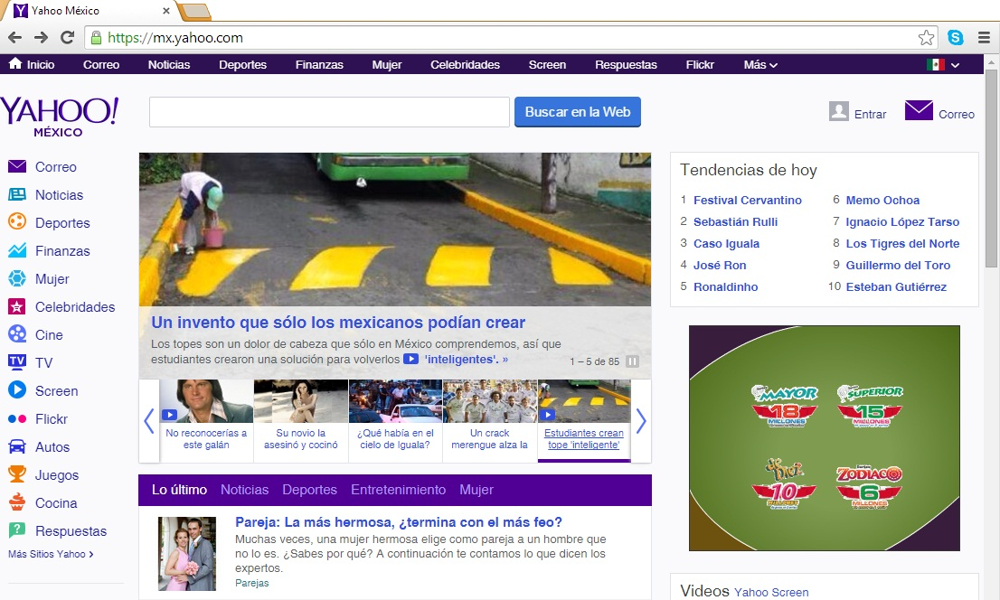 Yahoo México
https://mx.yahoo.com
Inicio Correo Noticias Deportes Finanzas Mujer Celebridades Screen Respuestas Flickr Más
YAHOO!
MÉXICO
Buscar en la Web
Entrar
Correo
Correo
Noticias
Deportes
Finanzas
Mujer
Celebridades
Cine
TV
TV
Screen
Flickr
Autos
Juegos
Cocina
Respuestas
Más Sitios Yahoo >
Un invento que sólo los mexicanos podían crear
Los topes son un dolor de cabeza que sólo en México comprendemos, así que
estudiantes crearon una solución para volverlos 'inteligentes'. »
1 – 5 de 85
No reconocerías a
este galán
Su novio la
asesinó y cocinó
¿Qué había en el
cielo de Iguala?
Un crack
merengue alza la
Estudiantes crean
tope 'inteligente'
Lo último Noticias Deportes Entretenimiento Mujer
Pareja: La más hermosa, ¿termina con el más feo?
Muchas veces, una mujer hermosa elige como pareja a un hombre que
no lo es. ¿Sabes por qué? A continuación te contamos lo que dicen los
expertos.
Parejas
Tendencias de hoy
1 Festival Cervantino
2 Sebastián Rulli
3 Caso Iguala
4 José Ron
5 Ronaldinho
6 Memo Ochoa
7 Ignacio López Tarso
8 Los Tigres del Norte
9 Guillermo del Toro
10 Esteban Gutiérrez
MAYOR
18
MILLONES
SUPERIOR
15
MILLONES
de Diez
10
MILLONES
ZODIACO
6
MILLONES
Videos Yahoo Screen